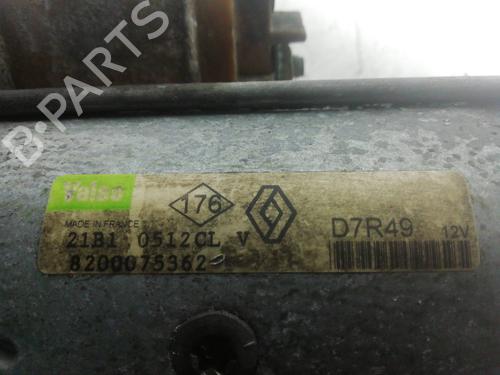 B-PARTS
Valeo
176
MADE IN FRANCE
21B1 0512CL V
D7R49 12V
8200075362